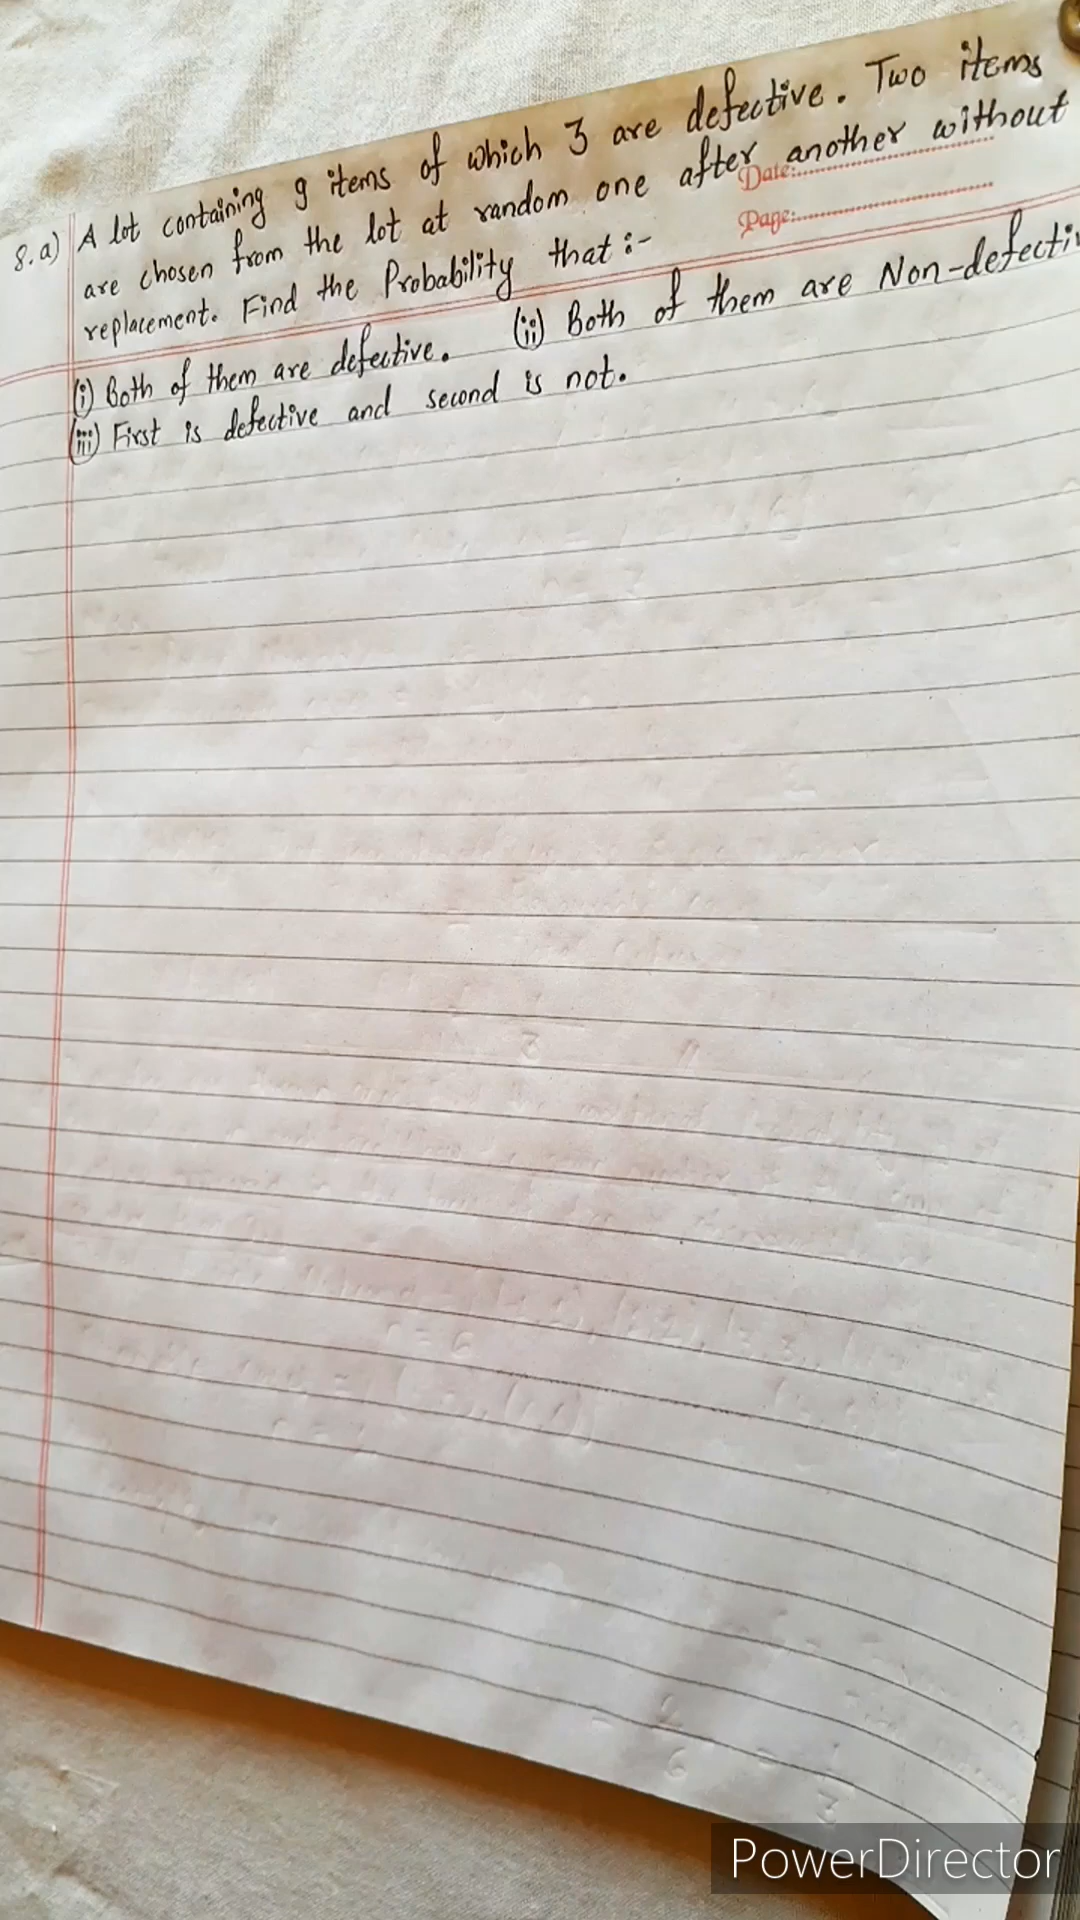 8.a) A lot containing 9 items of which 3 are defective. Two items
are chosen from the lot at random one after another without
replacement. Find the Probability that :-
Date:
Page:
(i) Both of them are defective. (ii) Both of them are Non-defectiv
(iii) First is defective and second is not.
PowerDirector